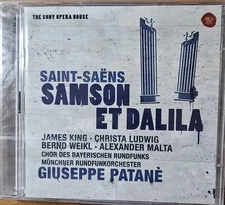 THE SONY OPERA HOUSE
SAINT-SAËNS
SAMSON
ET DALILA
JAMES KING · CHRISTA LUDWIG
BERND WEIKL · ALEXANDER MALTA
CHOR DES BAYERISCHEN RUNDFUNKS
MÜNCHNER RUNDFUNKORCHESTER
GIUSEPPE PATANÈ